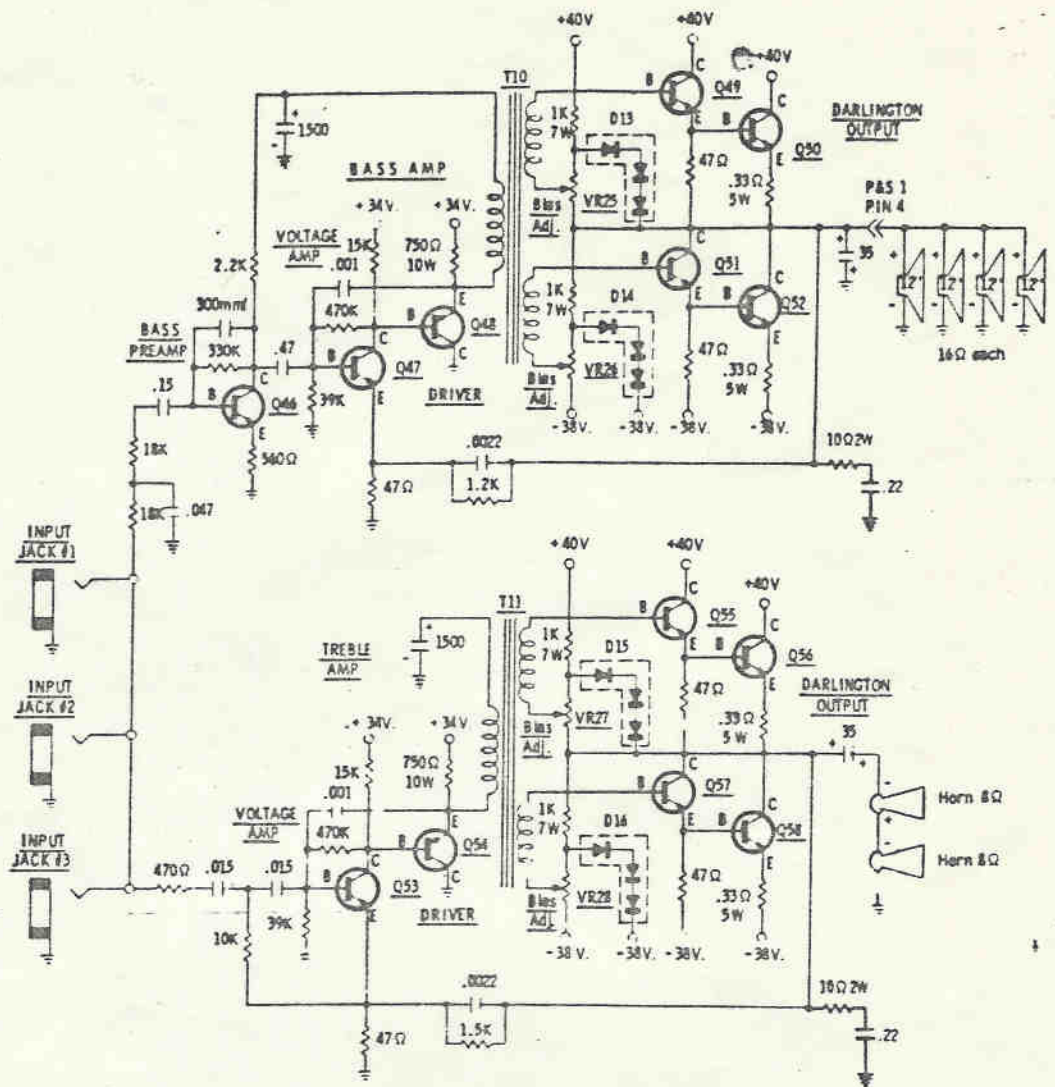 +40V
+40V
+40V
T10
C
B
Q49
E
C
B
Q50
E
DARLINGTON
OUTPUT
+
1500
-
1K
7W
D13
47Ω
.33Ω
5W
BASS AMP
+34V.
+34V.
VOLTAGE
AMP
15K
750Ω
10W
.001
Bias
Adj.
VR25
P&S 1
PIN 4
+
35
+
+
12"
-
+
12"
-
+
12"
-
+
12"
-
16Ω each
2.2K
300mmf
330K
.47
470K
B
E
Q48
C
C
B
Q51
E
C
B
Q52
E
1K
7W
D14
BASS
PREAMP
.15
C
B
Q46
E
C
B
Q47
E
39K
DRIVER
Bias
Adj.
VR26
47Ω
.33Ω
5W
-38V.
-38V.
-38V.
-38V.
18K
560Ω
.0022
1.2K
10Ω2W
.22
47Ω
18K
.047
INPUT
JACK #1
+40V
+40V
+40V
T11
C
B
Q55
E
C
B
Q56
E
DARLINGTON
OUTPUT
TREBLE
AMP
+
1500
-
1K
7W
D15
47Ω
.33Ω
5W
INPUT
JACK #2
+34V.
+34V.
15K
750Ω
10W
Bias
Adj.
VR27
35
+
+
-
+
Horn 8Ω
-
+
Horn 8Ω
VOLTAGE
AMP
.001
470K
B
E
Q54
C
C
B
Q57
E
C
B
Q58
E
1K
7W
D16
INPUT
JACK #3
470Ω
.015
.015
C
B
Q53
E
39K
DRIVER
10K
Bias
Adj.
VR28
47Ω
.33Ω
5W
-38V.
-38V.
-38V.
-38V.
.0022
1.5K
10Ω2W
.22
47Ω